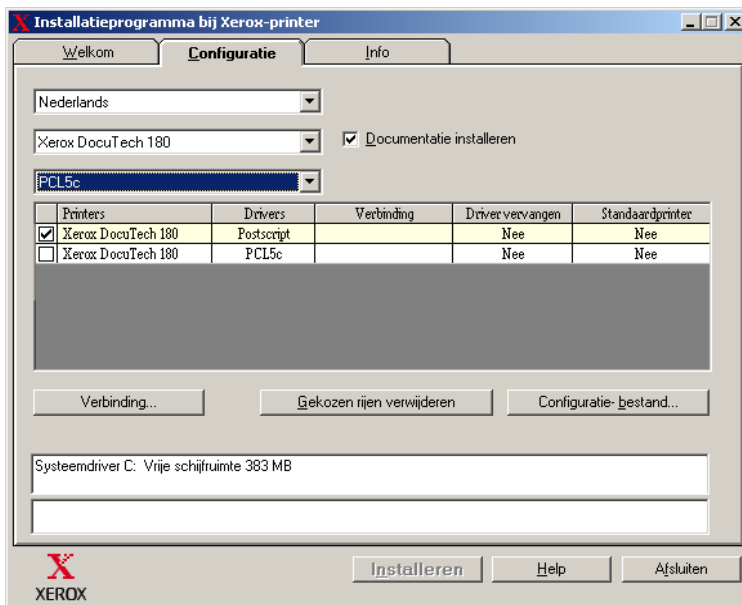 Installatieprogramma bij Xerox-printer
Welkom Configuratie Info
Nederlands
Xerox DocuTech 180 Documentatie installeren
PCL5c
Printers Drivers Verbinding Driver vervangen Standaardprinter
Xerox DocuTech 180 Postscript Nee Nee
Xerox DocuTech 180 PCL5c Nee Nee
Verbinding... Gekozen rijen verwijderen Configuratie- bestand...
Systeemdriver C: Vrije schijfruimte 383 MB
Installeren Help Afsluiten
XEROX